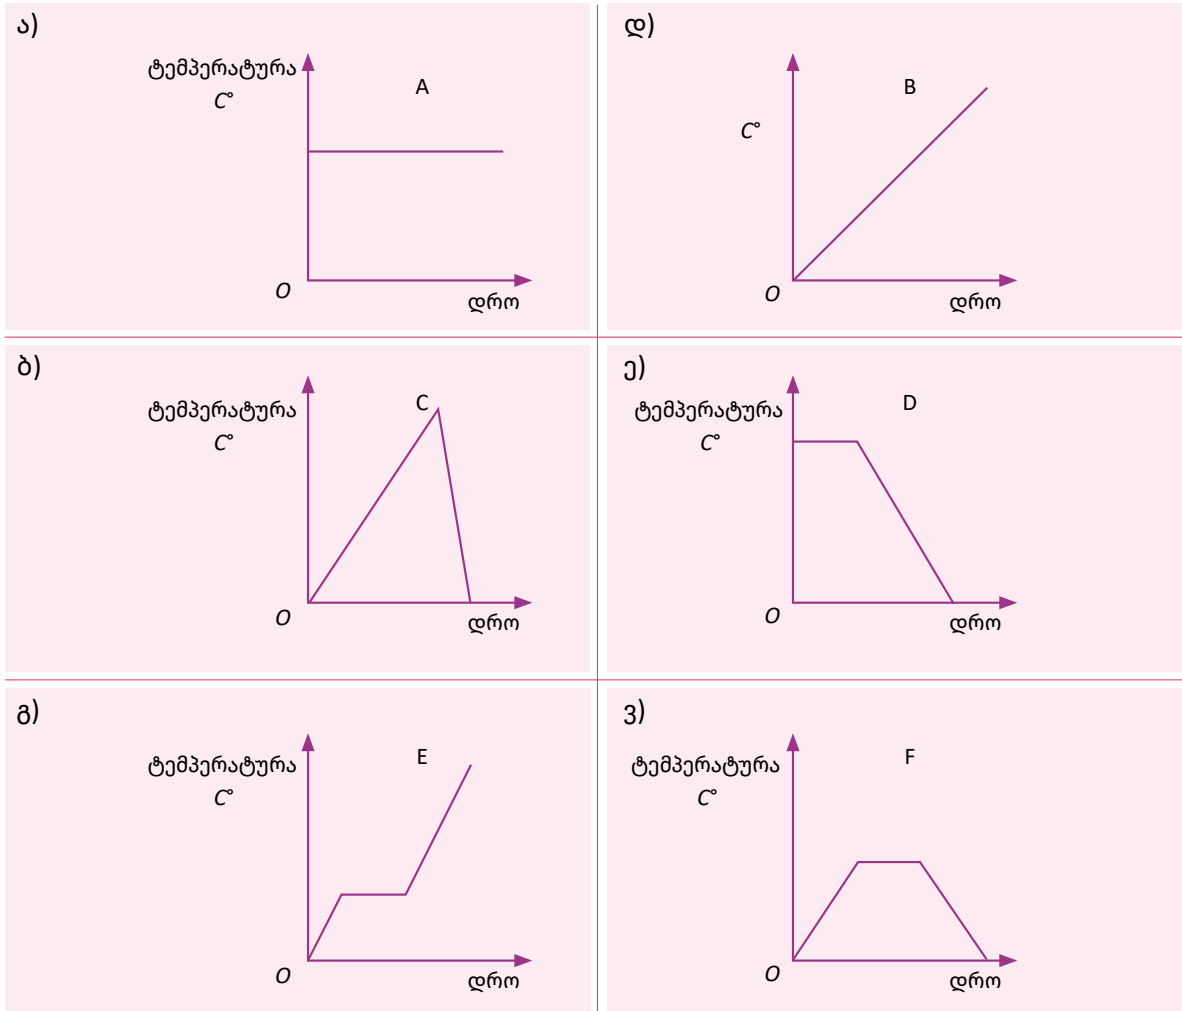 ა)
ტემპერატურა
C°
A
O
დრო
დ)
C°
B
O
დრო
ბ)
ტემპერატურა
C°
C
O
დრო
ე)
ტემპერატურა
C°
D
O
დრო
გ)
ტემპერატურა
C°
E
O
დრო
ვ)
ტემპერატურა
C°
F
O
დრო